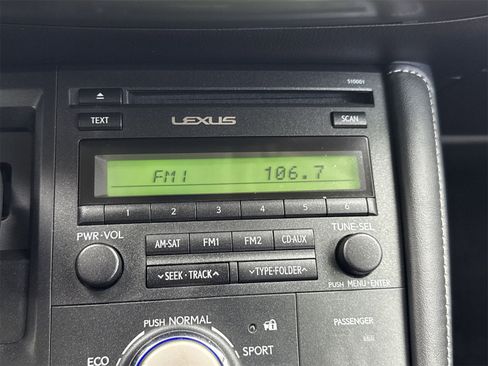 510001
TEXT
LEXUS
SCAN
FM1 106.7
1 2 3 4 5 6
PWR·VOL
TUNE·SEL
AM·SAT FM1 FM2 CD·AUX
SEEK·TRACK
TYPE·FOLDER
PUSH MENU·ENTER
PUSH NORMAL
ECO
SPORT
PASSENGER